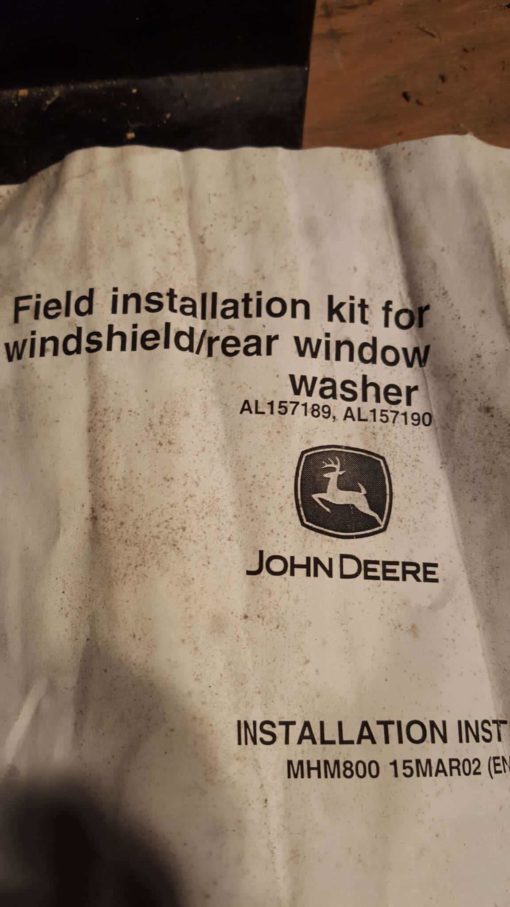 Field installation kit for
windshield/rear window
washer
AL157189, AL157190
JOHN DEERE
INSTALLATION INST
MHM800 15MAR02 (EN